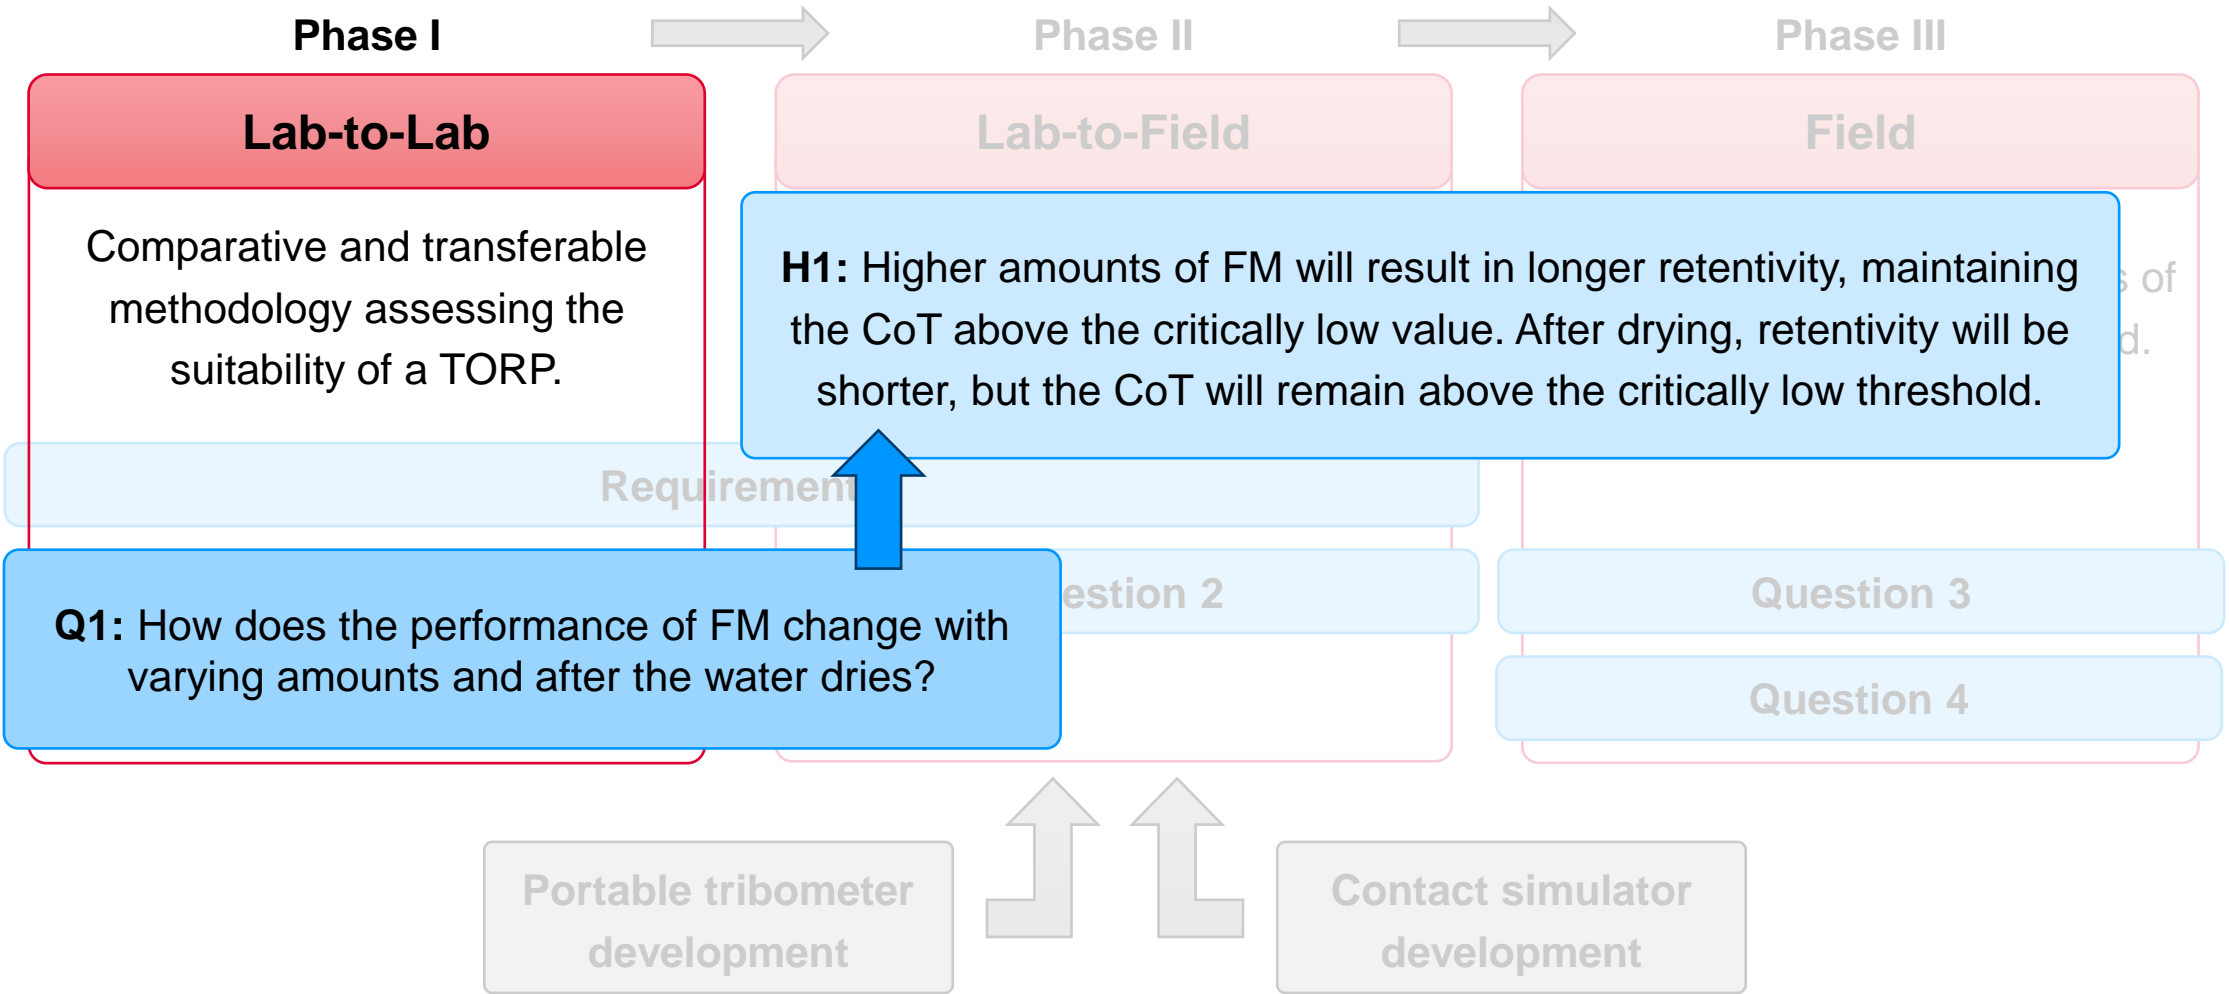 Phase I
Phase II
Phase III
Lab-to-Lab
Lab-to-Field
Field
Comparative and transferable
methodology assessing the
suitability of a TORP.
H1: Higher amounts of FM will result in longer retentivity, maintaining
the CoT above the critically low value. After drying, retentivity will be
shorter, but the CoT will remain above the critically low threshold.
of
Q1: How does the performance of FM change with
varying amounts and after the water dries?
Question 3
Question 4
Portable tribometer
development
Contact simulator
development